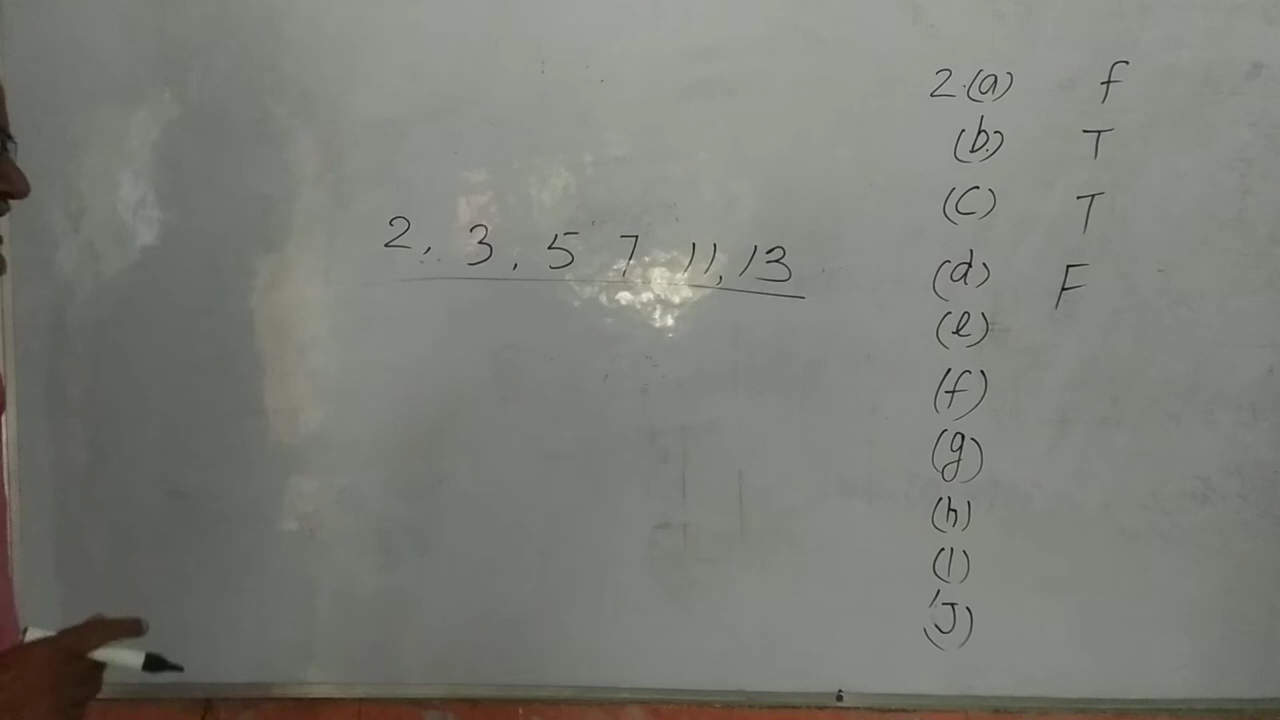 2, 3, 5 7 11, 13
2.(a) f
(b) T
(c) T
(d) F
(e)
(f)
(g)
(h)
(i)
(J)